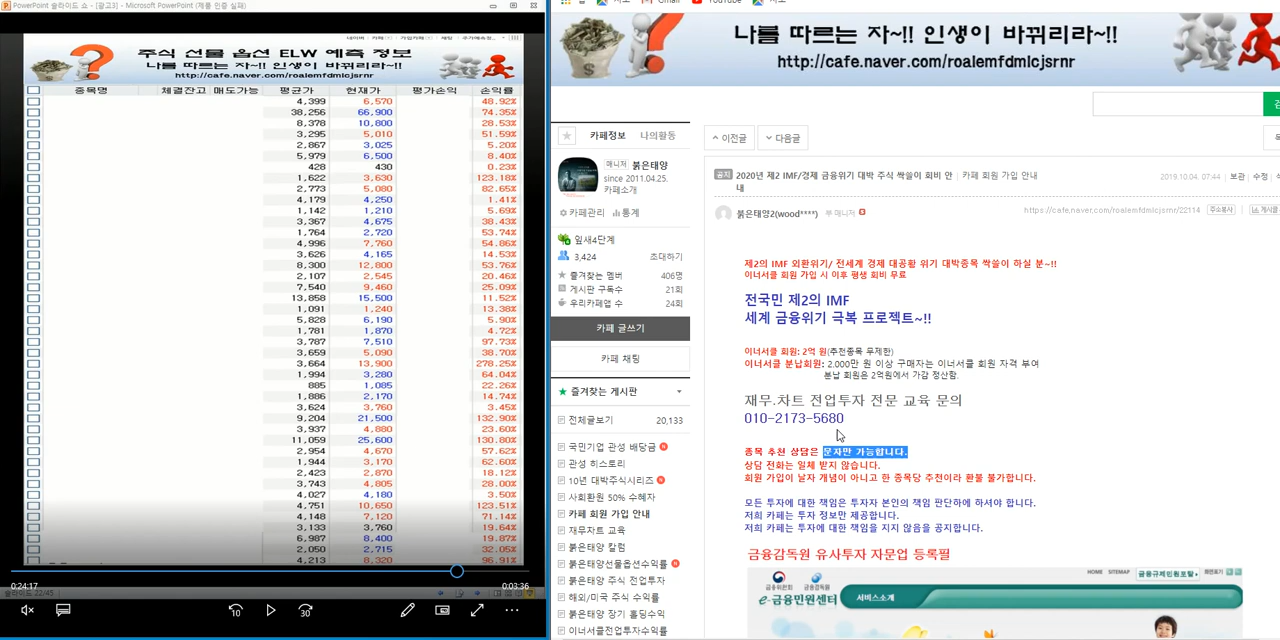 PowerPoint 슬라이드 쇼 - [광고3] - Microsoft PowerPoint (제품 인증 실패)
주식 선물 옵션 ELW 예측 정보
나를 따르는 자~!! 인생이 바뀌리라~!!
http://cafe.naver.com/roalemfdmlcjsrnr
종목명 체결잔고 매도가능 평균가 현재가 평가손익 손익률
4,399 6,570 48.92%
38,256 66,900 74.35%
8,378 10,800 28.53%
3,295 5,010 51.59%
2,867 3,025 5.20%
5,979 6,500 8.40%
428 430 0.23%
1,622 3,630 123.18%
2,773 5,080 82.65%
4,179 4,250 1.41%
1,142 1,210 5.69%
3,367 4,675 38.43%
1,764 2,720 53.74%
4,996 7,760 54.86%
3,626 4,165 14.53%
8,300 12,800 53.76%
2,107 2,545 20.46%
7,540 9,460 25.09%
13,858 15,500 11.52%
1,091 1,240 13.38%
5,828 6,190 5.90%
1,781 1,870 4.72%
3,787 7,510 97.73%
3,659 5,090 38.70%
3,664 13,900 278.25%
1,994 3,280 64.04%
885 1,085 22.26%
1,886 2,170 14.74%
3,624 3,760 3.45%
9,204 21,500 132.90%
3,937 4,880 23.60%
11,059 25,600 130.80%
2,954 4,670 57.62%
1,944 3,170 62.60%
2,423 2,870 18.12%
3,743 4,805 28.00%
4,027 4,180 3.50%
4,751 10,650 123.51%
4,148 7,120 71.14%
3,133 3,760 19.64%
6,987 8,400 19.87%
2,050 2,715 32.05%
4,213 8,320 96.91%
0:24:17 0:03:36
슬라이드 22/45
10 30
Gmail YouTube 지도
나를 따르는 자~!! 인생이 바뀌리라~!!
http://cafe.naver.com/roalemfdmlcjsrnr
카페정보 나의활동
매니저 붉은태양
since 2011.04.25.
카페소개
카페관리 통계
잎새4단계
3,424 초대하기
즐겨찾는 멤버 406명
게시판 구독수 21회
우리카페앱 수 24회
카페 글쓰기
카페 채팅
즐겨찾는 게시판
전체글보기 20,133
국민기업 관성 배당금 N
관성 히스토리
10년 대박주식시리즈 N
사회환원 50% 수혜자
카페 회원 가입 안내
재무차트 교육
붉은태양 칼럼
붉은태양선물옵션수익률 N
붉은태양 주식 전업투자
해외/미국 주식 수익률
붉은태양 장기 홀딩수익
이너서클전업투자수익률
이전글 다음글
공지 2020년 제2 IMF/경제 금융위기 대박 주식 싹쓸이 회비 안내 | 카페 회원 가입 안내
2019.10.04. 07:44 보관 수정
붉은태양2(wood****) 부매니저
https://cafe.naver.com/roalemfdmlcjsrnr/22114 주소복사
제2의 IMF 외환위기/ 전세계 경제 대공황 위기 대박종목 싹쓸이 하실 분~!!
이너서클 회원 가입 시 이후 평생 회비 무료
전국민 제2의 IMF
세계 금융위기 극복 프로젝트~!!
이너서클 회원: 2억 원(추천종목 무제한)
이너서클 분납회원: 2.000만 원 이상 구매자는 이너서클 회원 자격 부여
분납 회원은 2억원에서 가감 정산함.
재무.차트 전업투자 전문 교육 문의
010-2173-5680
종목 추천 상담은 문자만 가능합니다.
상담 전화는 일체 받지 않습니다.
회원 가입이 날자 개념이 아니고 한 종목당 추천이라 환불 불가합니다.
모든 투자에 대한 책임은 투자자 본인의 책임 판단하에 하셔야 합니다.
저희 카페는 투자 정보만 제공합니다.
저희 카페는 투자에 대한 책임을 지지 않음을 공지합니다.
금융감독원 유사투자 자문업 등록필
HOME SITEMAP 금융규제민원포탈 화면크기
금융위원회 금융감독원
e-금융민원센터 서비스소개